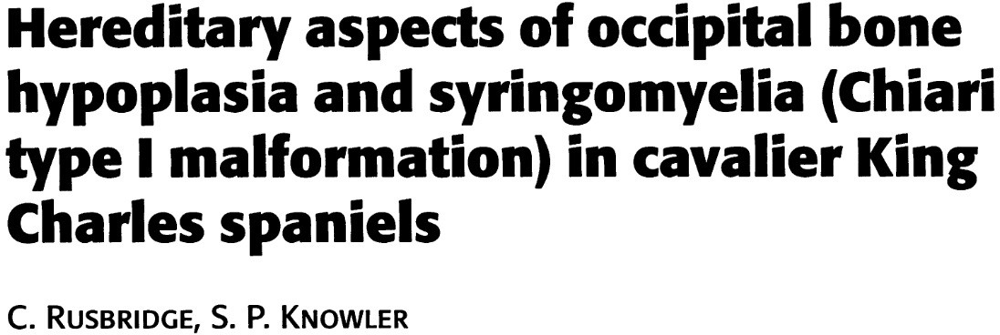 Hereditary aspects of occipital bone
hypoplasia and syringomyelia (Chiari
type I malformation) in cavalier King
Charles spaniels
C. RUSBRIDGE, S. P. KNOWLER